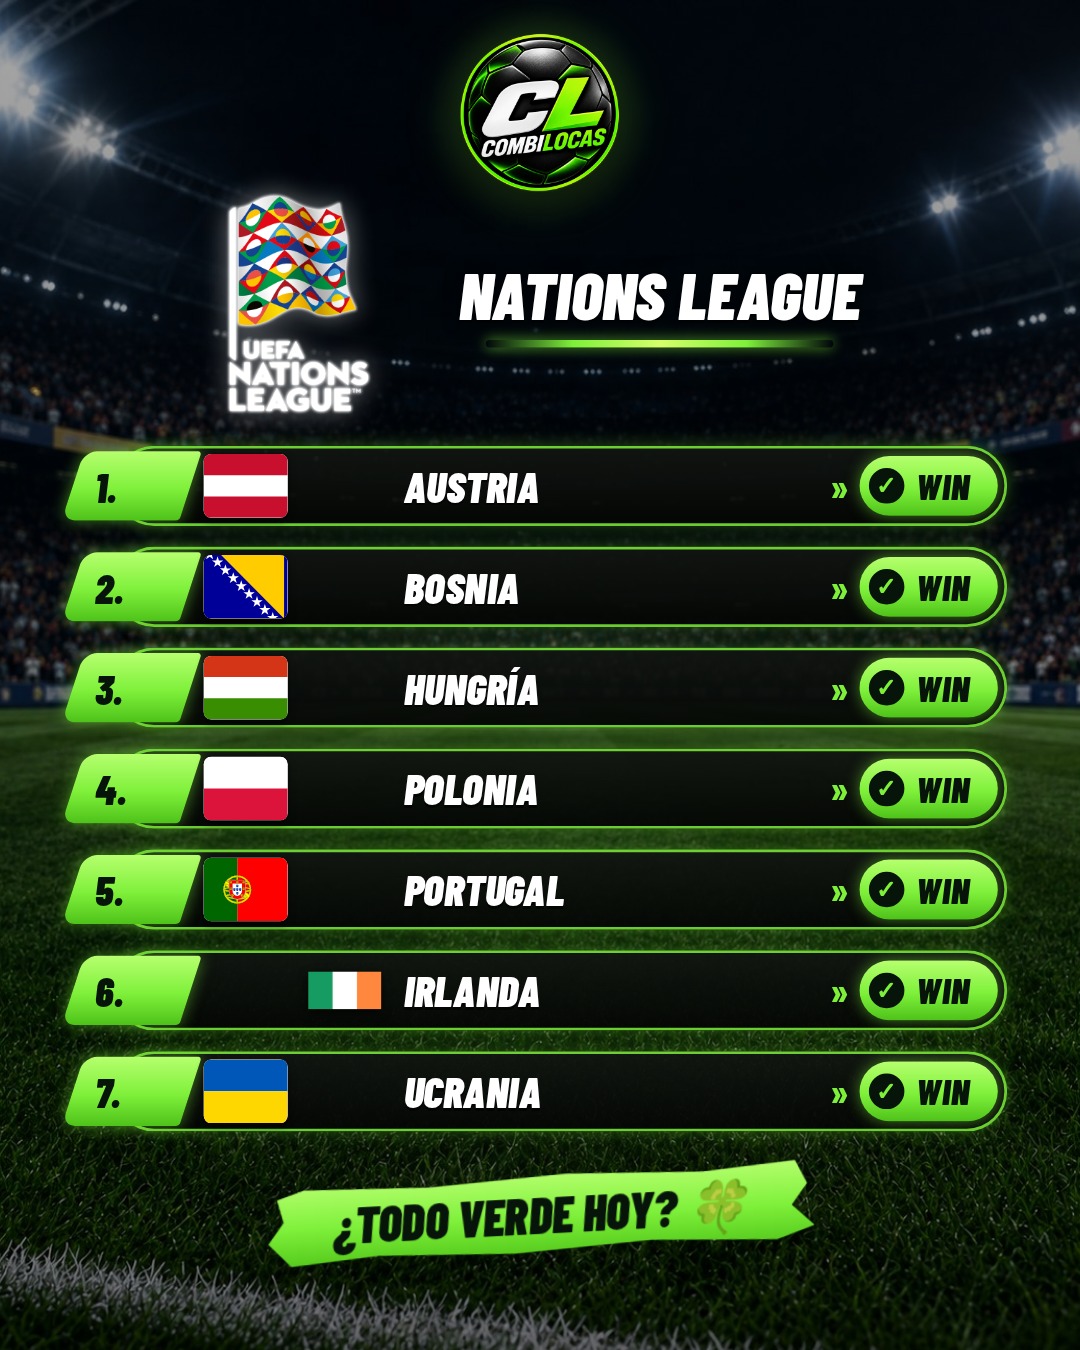 CL
COMBILOCAS
UEFA
NATIONS
LEAGUE™
NATIONS LEAGUE
1. AUSTRIA » ✓ WIN
2. BOSNIA » ✓ WIN
3. HUNGRÍA » ✓ WIN
4. POLONIA » ✓ WIN
5. PORTUGAL » ✓ WIN
6. IRLANDA » ✓ WIN
7. UCRANIA » ✓ WIN
¿TODO VERDE HOY? 🍀